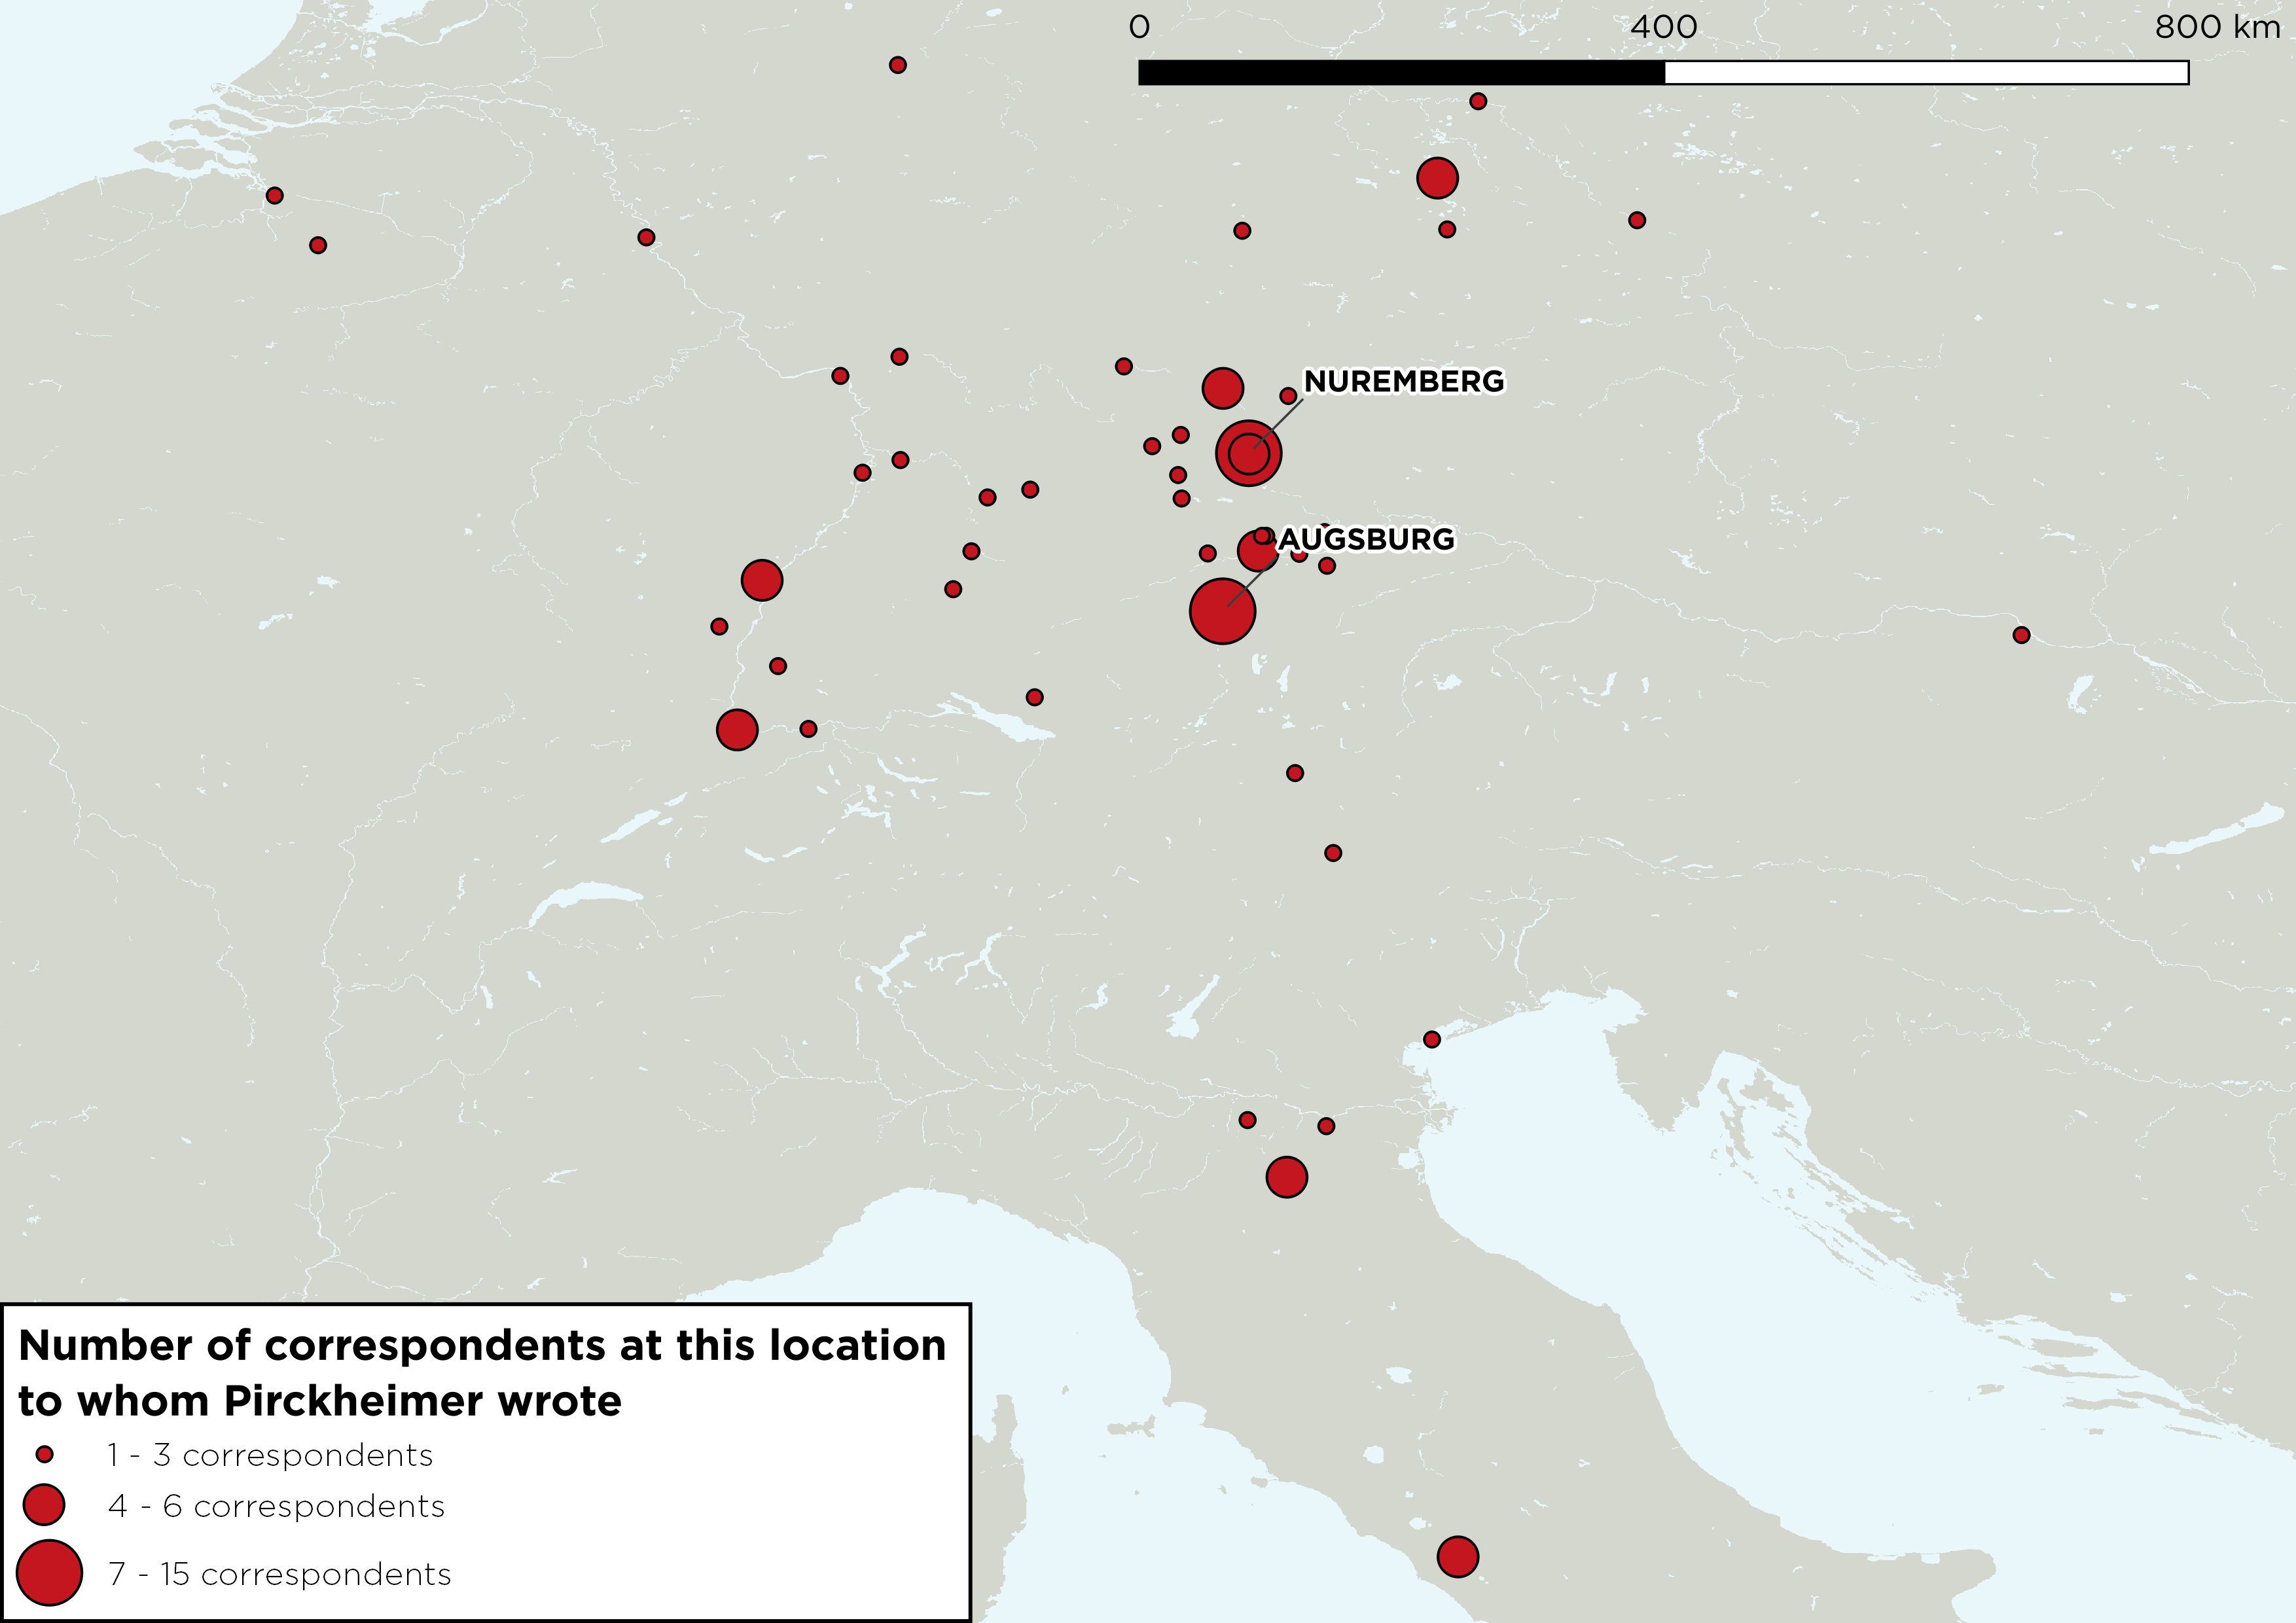 0 400 800 km
NUREMBERG
AUGSBURG
Number of correspondents at this location
to whom Pirckheimer wrote
1 - 3 correspondents
4 - 6 correspondents
7 - 15 correspondents